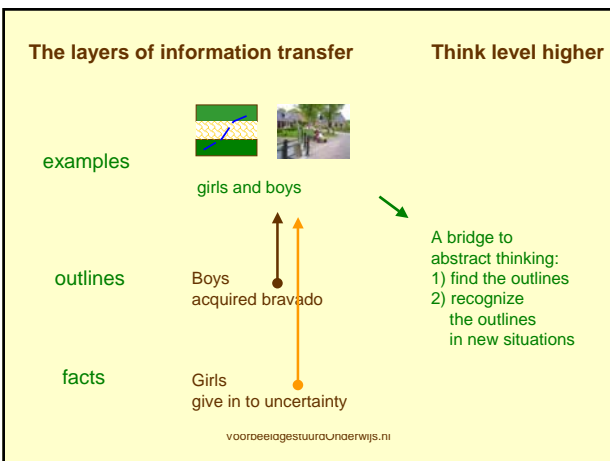 The layers of information transfer
Think level higher
examples
girls and boys
A bridge to
abstract thinking:
1) find the outlines
2) recognize
the outlines
in new situations
outlines
Boys
acquired bravado
facts
Girls
give in to uncertainty
voorbeeldgestuurdOnderwijs.nl